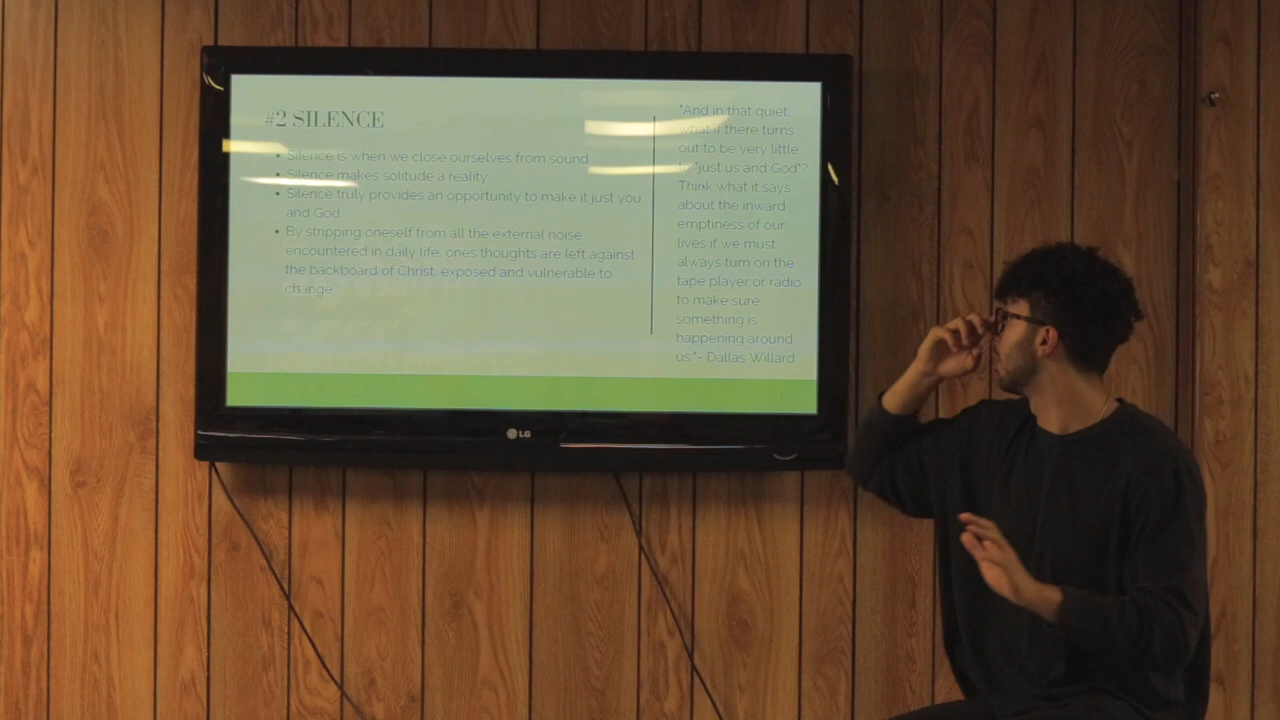 #2 SILENCE
• Silence is when we close ourselves from sound
• Silence makes solitude a reality
• Silence truly provides an opportunity to make it just you
and God
• By stripping oneself from all the external noise
encountered in daily life, ones thoughts are left against
the backboard of Christ, exposed and vulnerable to
change
"And in that quiet,
what if there turns
out to be very little
to "just us and God"?
Think what it says
about the inward
emptiness of our
lives if we must
always turn on the
tape player or radio
to make sure
something is
happening around
us."- Dallas Willard
LG